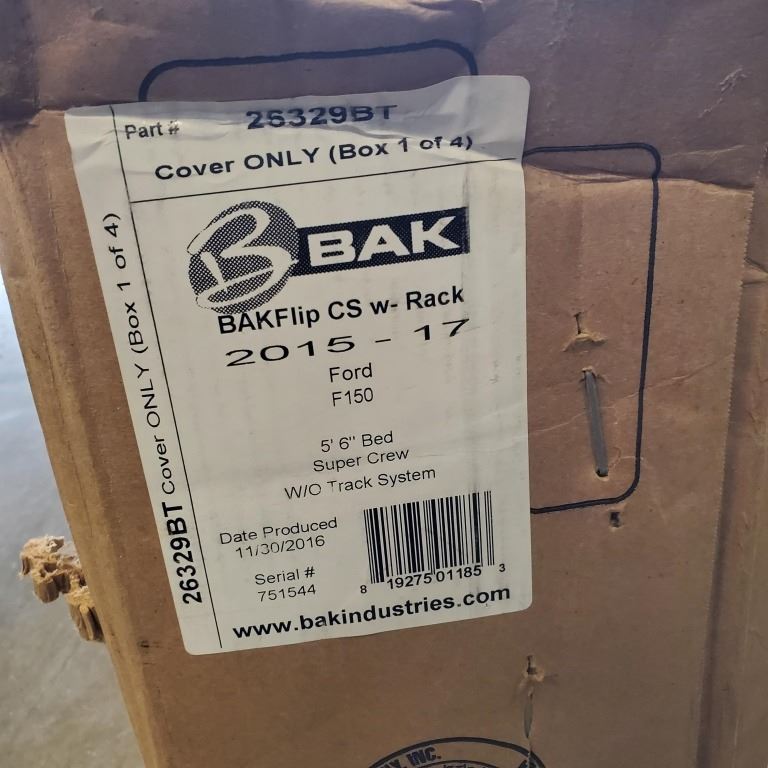 Part # 26329BT
Cover ONLY (Box 1 of 4)
B BAK
BAKFlip CS w- Rack
2015 - 17
Ford
F150
5' 6" Bed
Super Crew
W/O Track System
Date Produced
11/30/2016
Serial #
751544
8 19275 01185 3
www.bakindustries.com
26329BT Cover ONLY (Box 1 of 4)
INC.